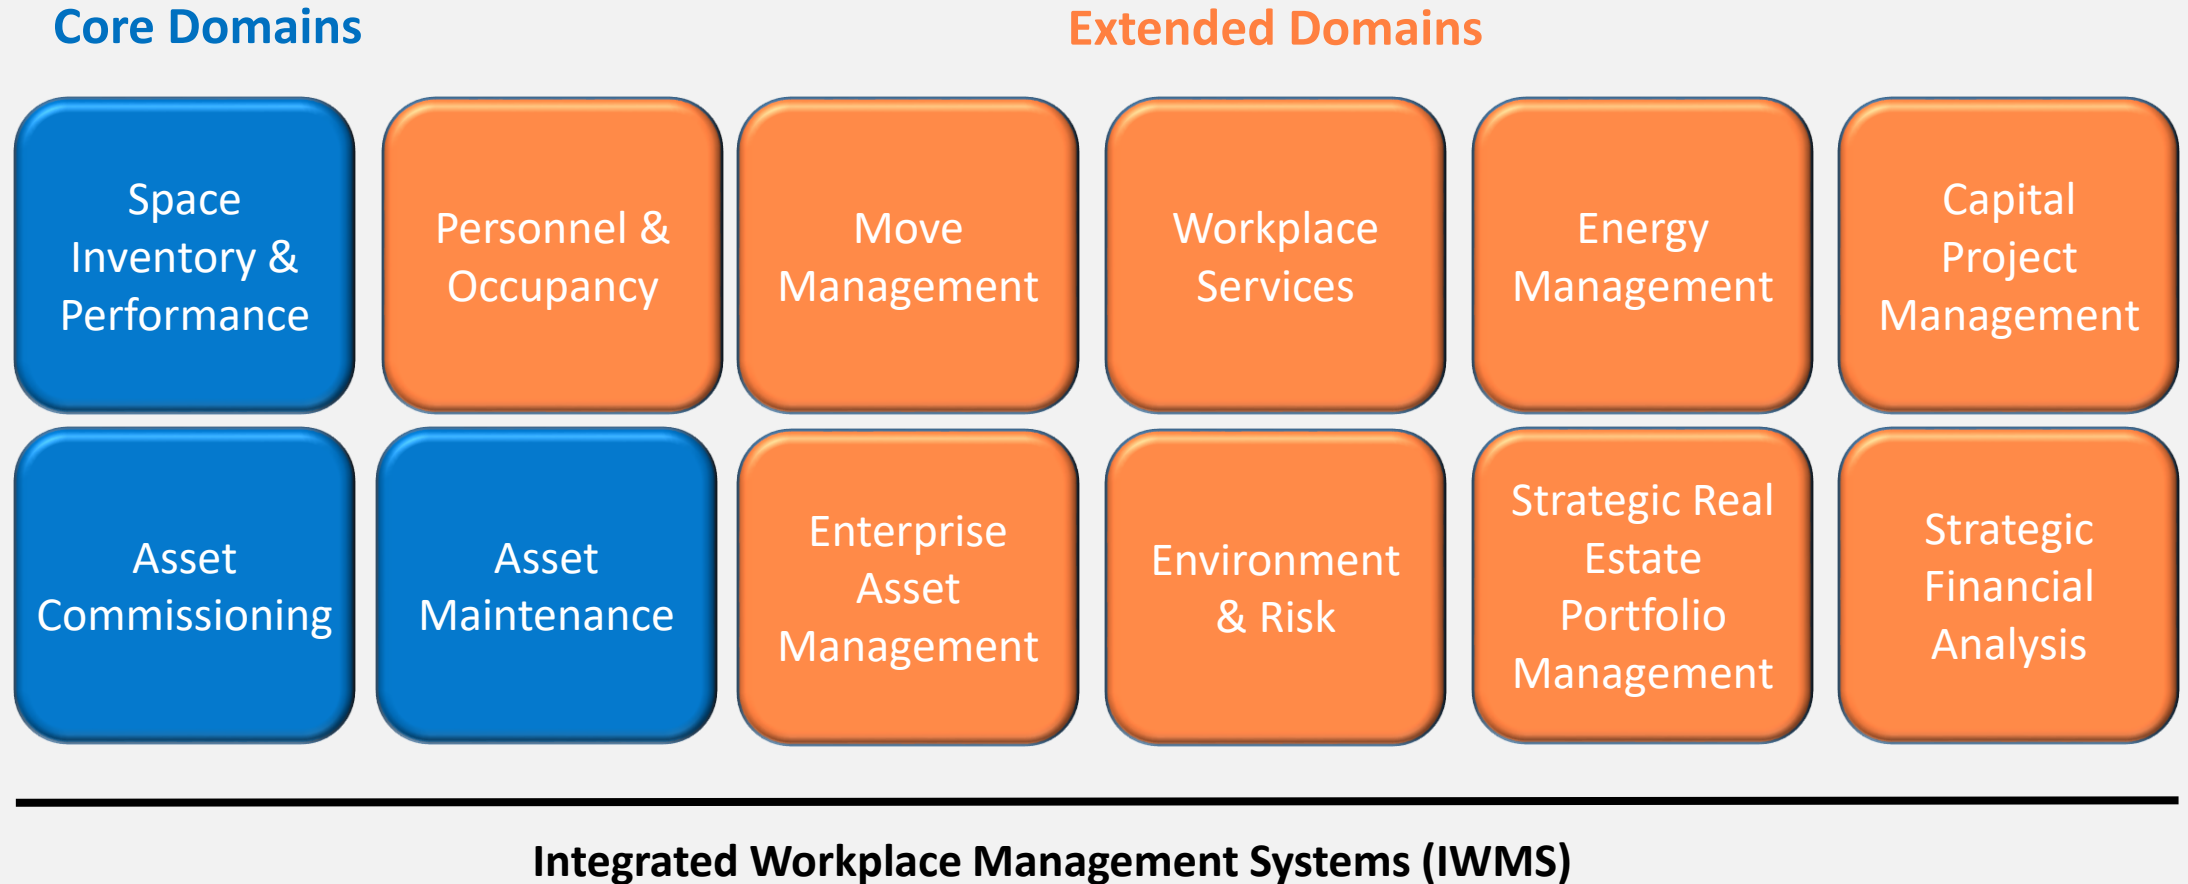 Core Domains
Extended Domains
Space
Inventory &
Performance
Personnel &
Occupancy
Move
Management
Workplace
Services
Energy
Management
Capital
Project
Management
Asset
Commissioning
Asset
Maintenance
Enterprise
Asset
Management
Environment
& Risk
Strategic Real
Estate
Portfolio
Management
Strategic
Financial
Analysis
Integrated Workplace Management Systems (IWMS)